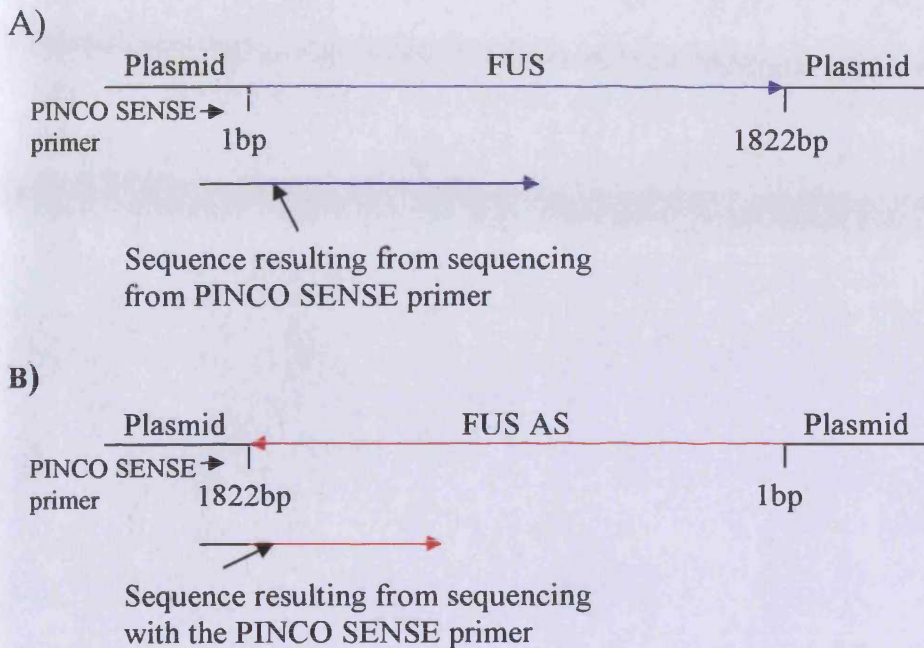 A)
Plasmid FUS Plasmid
PINCO SENSE
primer
1bp 1822bp
Sequence resulting from sequencing
from PINCO SENSE primer
B)
Plasmid FUS AS Plasmid
PINCO SENSE
primer
1822bp 1bp
Sequence resulting from sequencing
with the PINCO SENSE primer